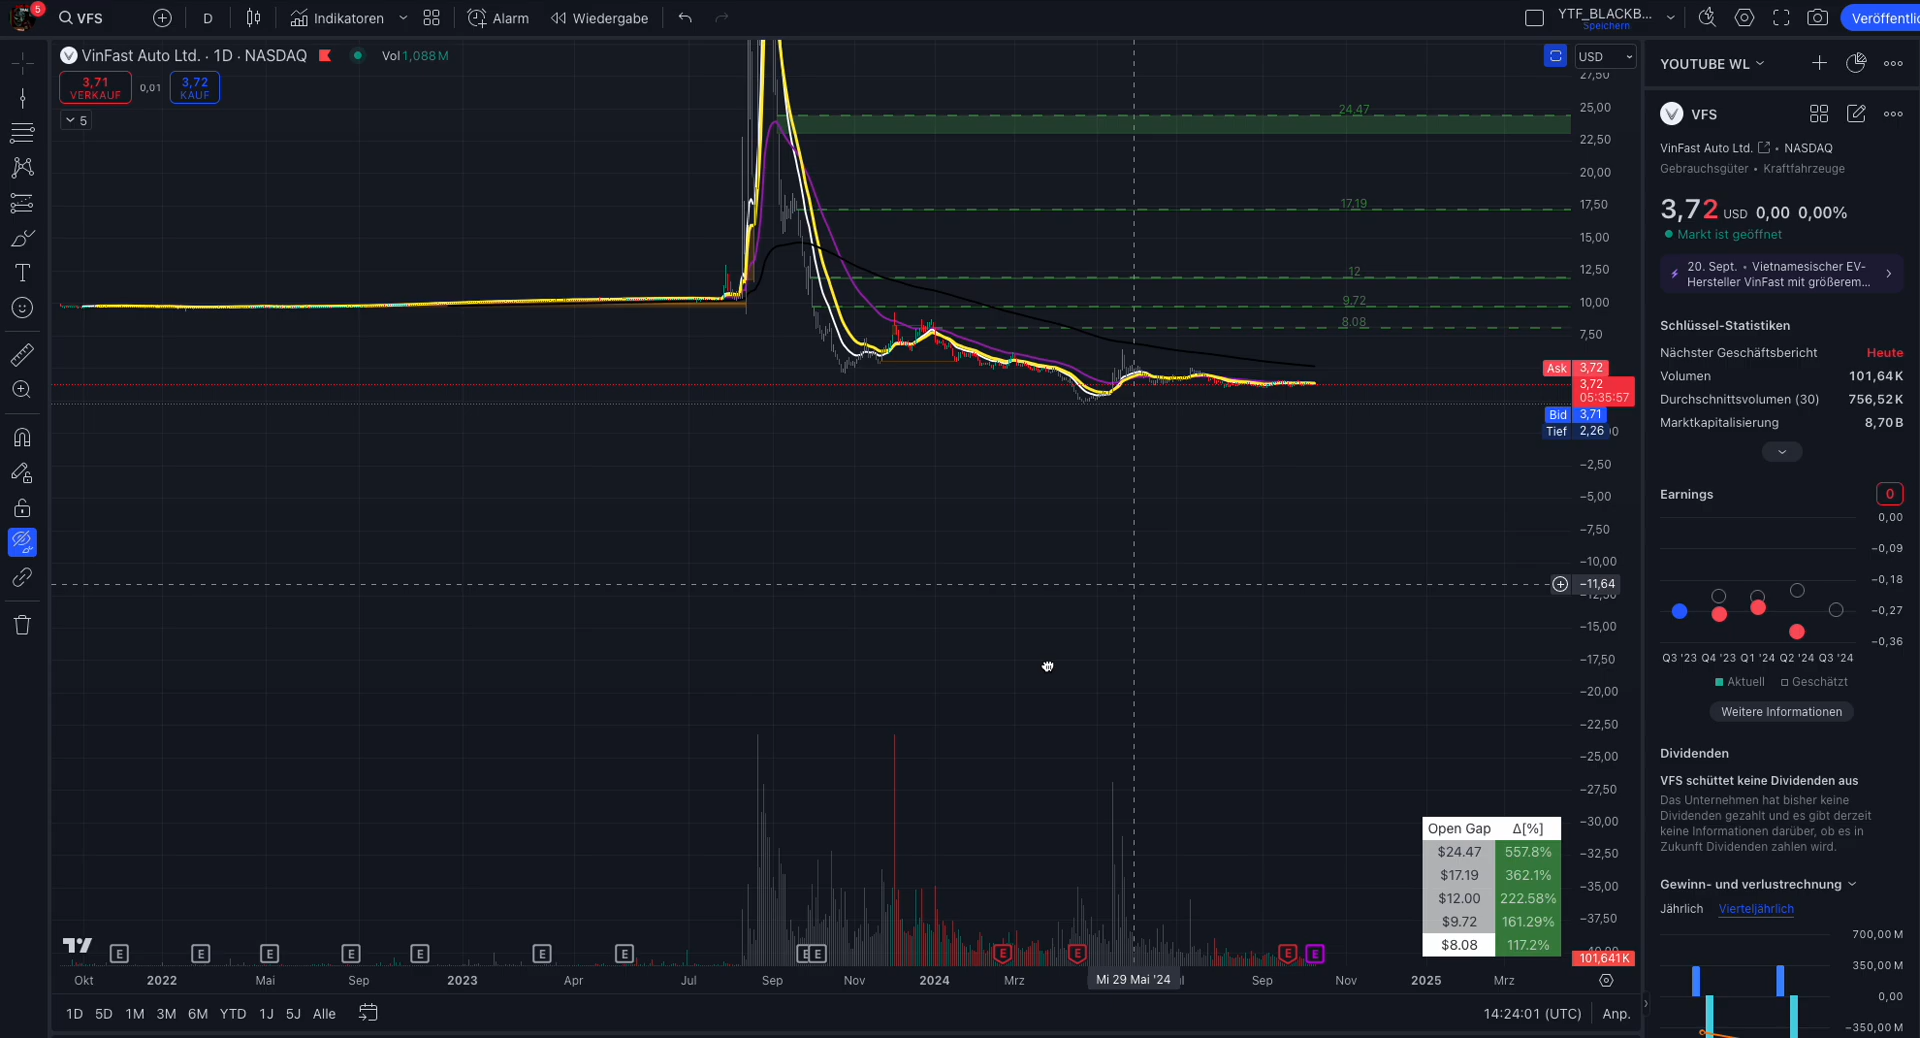 5
VFS
D
Indikatoren
Alarm
Wiedergabe
YTF_BLACKB...
Speichern
Veröffentlic
VinFast Auto Ltd. · 1D · NASDAQ
Vol 1,088 M
3,71
VERKAUF
0,01
3,72
KAUF
5
USD
27,50
25,00
22,50
20,00
17,50
15,00
12,50
10,00
7,50
24.47
17.19
12
9.72
8.08
Ask 3,72
3,72
05:35:57
Bid 3,71
Tief 2,26
−2,50
−5,00
−7,50
−10,00
−11,64
−12,50
−15,00
−17,50
−20,00
−22,50
−25,00
−27,50
−30,00
−32,50
−35,00
−37,50
−40,00
101,641K
Open Gap Δ[%]
$24.47 557.8%
$17.19 362.1%
$12.00 222.58%
$9.72 161.29%
$8.08 117.2%
E E E E E E E E E E E E E
Okt 2022 Mai Sep 2023 Apr Jul Sep Nov 2024 Mrz Mi 29 Mai '24 Sep Nov 2025 Mrz
1D 5D 1M 3M 6M YTD 1J 5J Alle
14:24:01 (UTC) Anp.
YOUTUBE WL
VFS
VinFast Auto Ltd. • NASDAQ
Gebrauchsgüter • Kraftfahrzeuge
3,72 USD 0,00 0,00%
Markt ist geöffnet
20. Sept. • Vietnamesischer EV-
Hersteller VinFast mit größerem...
Schlüssel-Statistiken
Nächster Geschäftsbericht Heute
Volumen 101,64K
Durchschnittsvolumen (30) 756,52K
Marktkapitalisierung 8,70B
Earnings 0
0,00
−0,09
−0,18
−0,27
−0,36
Q3 '23 Q4 '23 Q1 '24 Q2 '24 Q3 '24
Aktuell Geschätzt
Weitere Informationen
Dividenden
VFS schüttet keine Dividenden aus
Das Unternehmen hat bisher keine
Dividenden gezahlt und es gibt derzeit
keine Informationen darüber, ob es in
Zukunft Dividenden zahlen wird.
Gewinn- und verlustrechnung
Jährlich Vierteljährlich
700,00 M
350,00 M
0,00
−350,00 M